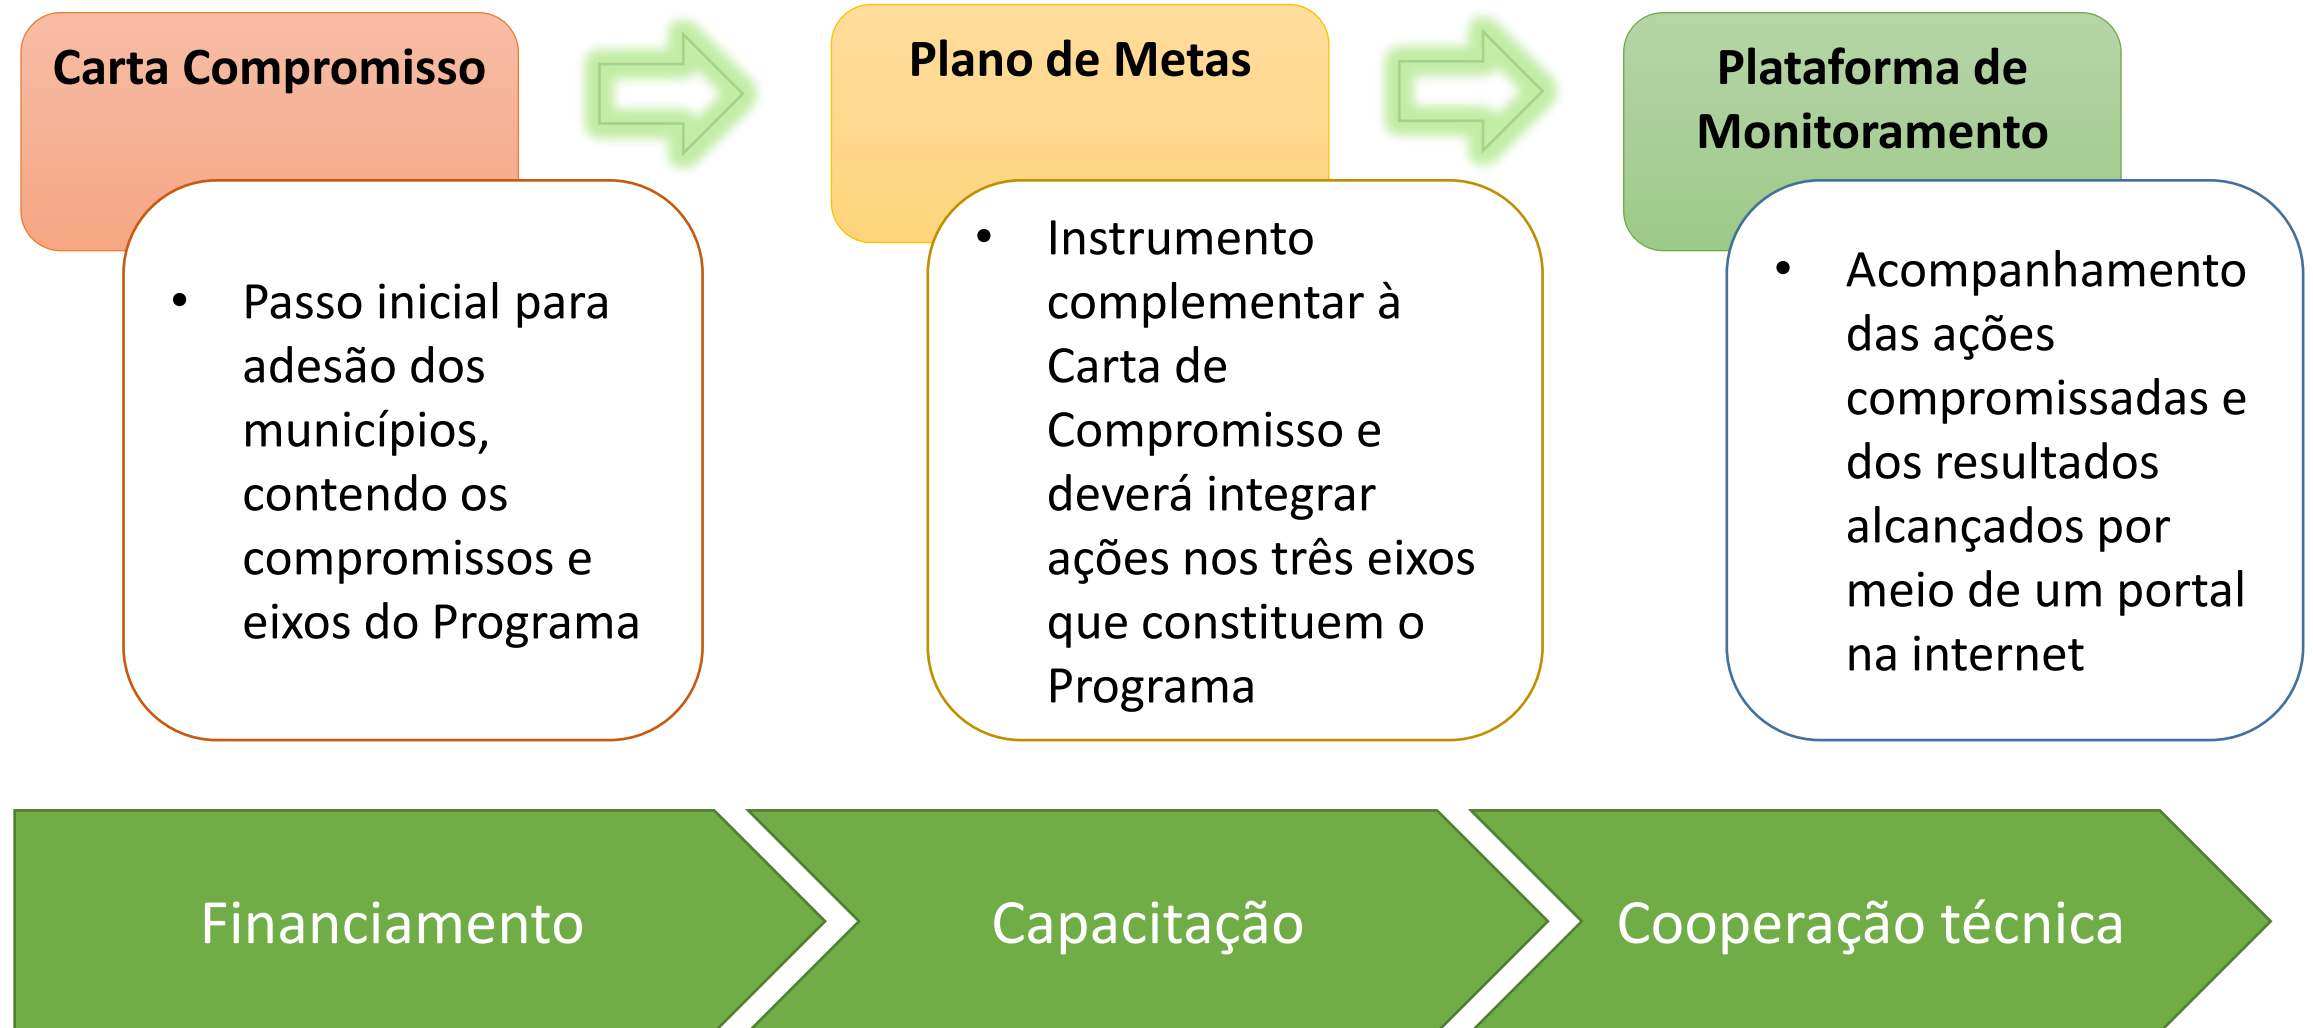 Carta Compromisso
• Passo inicial para
adesão dos
municípios,
contendo os
compromissos e
eixos do Programa
Plano de Metas
• Instrumento
complementar à
Carta de
Compromisso e
deverá integrar
ações nos três eixos
que constituem o
Programa
Plataforma de
Monitoramento
• Acompanhamento
das ações
compromissadas e
dos resultados
alcançados por
meio de um portal
na internet
Financiamento
Capacitação
Cooperação técnica